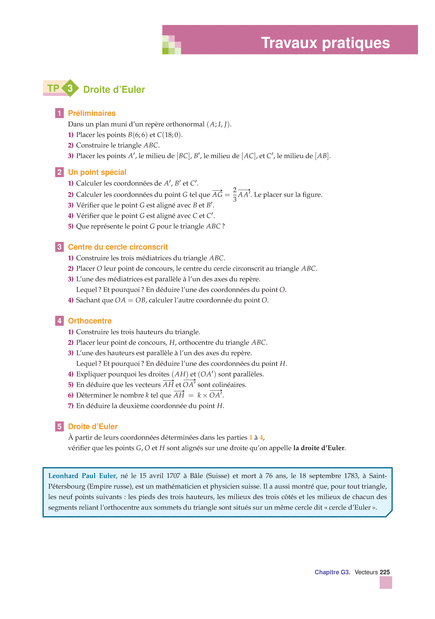 Travaux pratiques
TP 3 Droite d'Euler
1 Préliminaires
Dans un plan muni d'un repère orthonormal (A; I, J).
1) Placer les points B(6; 6) et C(18; 0).
2) Construire le triangle ABC.
3) Placer les points A′, le milieu de [BC], B′, le milieu de [AC], et C′, le milieu de [AB].
2 Un point spécial
1) Calculer les coordonnées de A′, B′ et C′.
2) Calculer les coordonnées du point G tel que AG→ = 2/3 AA′→. Le placer sur la figure.
3) Vérifier que le point G est aligné avec B et B′.
4) Vérifier que le point G est aligné avec C et C′.
5) Que représente le point G pour le triangle ABC ?
3 Centre du cercle circonscrit
1) Construire les trois médiatrices du triangle ABC.
2) Placer O leur point de concours, le centre du cercle circonscrit au triangle ABC.
3) L'une des médiatrices est parallèle à l'un des axes du repère.
Lequel ? Et pourquoi ? En déduire l'une des coordonnées du point O.
4) Sachant que OA = OB, calculer l'autre coordonnée du point O.
4 Orthocentre
1) Construire les trois hauteurs du triangle.
2) Placer leur point de concours, H, orthocentre du triangle ABC.
3) L'une des hauteurs est parallèle à l'un des axes du repère.
Lequel ? Et pourquoi ? En déduire l'une des coordonnées du point H.
4) Expliquer pourquoi les droites (AH) et (OA′) sont parallèles.
5) En déduire que les vecteurs AH→ et OA′→ sont colinéaires.
6) Déterminer le nombre k tel que AH→ = k × OA′→.
7) En déduire la deuxième coordonnée du point H.
5 Droite d'Euler
À partir de leurs coordonnées déterminées dans les parties 1 à 4,
vérifier que les points G, O et H sont alignés sur une droite qu'on appelle la droite d'Euler.
Leonhard Paul Euler, né le 15 avril 1707 à Bâle (Suisse) et mort à 76 ans, le 18 septembre 1783, à Saint-
Pétersbourg (Empire russe), est un mathématicien et physicien suisse. Il a aussi montré que, pour tout triangle,
les neuf points suivants : les pieds des trois hauteurs, les milieux des trois côtés et les milieux de chacun des
segments reliant l'orthocentre aux sommets du triangle sont situés sur un même cercle dit « cercle d'Euler ».
Chapitre G3. Vecteurs 225